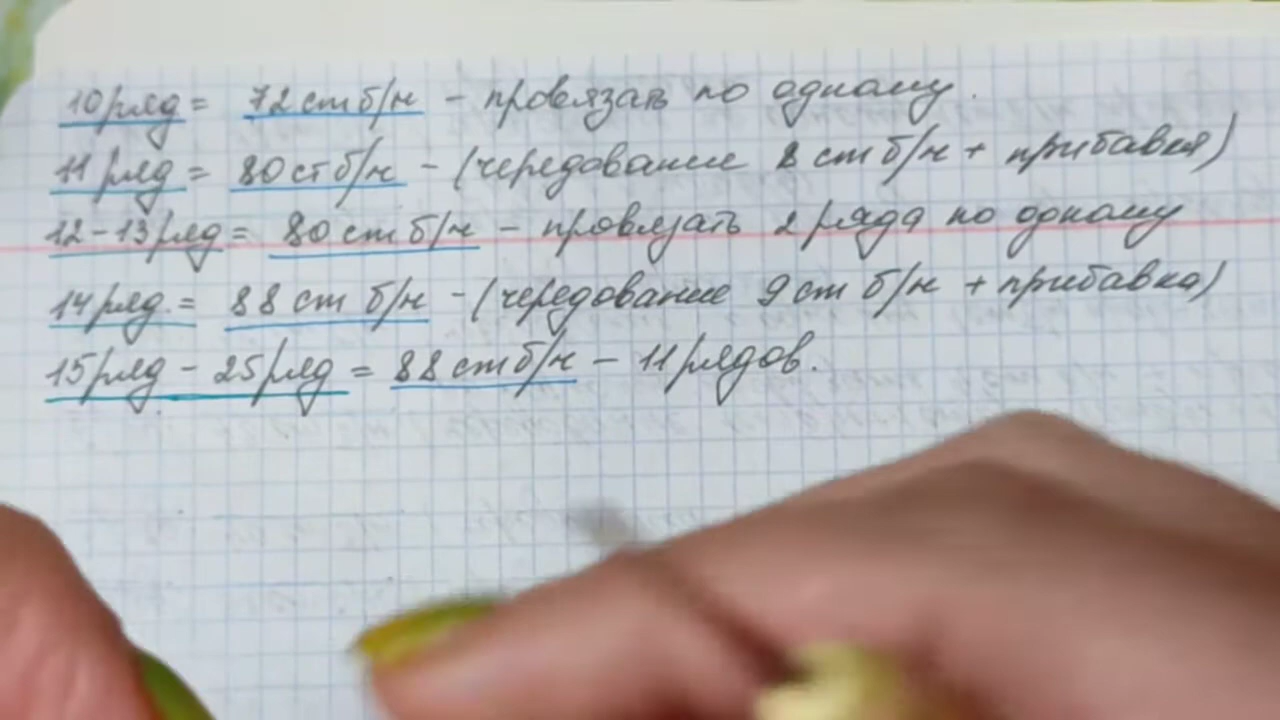 10 ряд = 72 ст б/н - провязать по одному.
11 ряд = 80 ст б/н - (чередование 8 ст б/н + прибавка)
12-13 ряд = 80 ст б/н - провязать 2 ряда по одному
14 ряд. = 88 ст б/н - (чередование 9 ст б/н + прибавка)
15 ряд - 25 ряд = 88 ст б/н - 11 рядов.